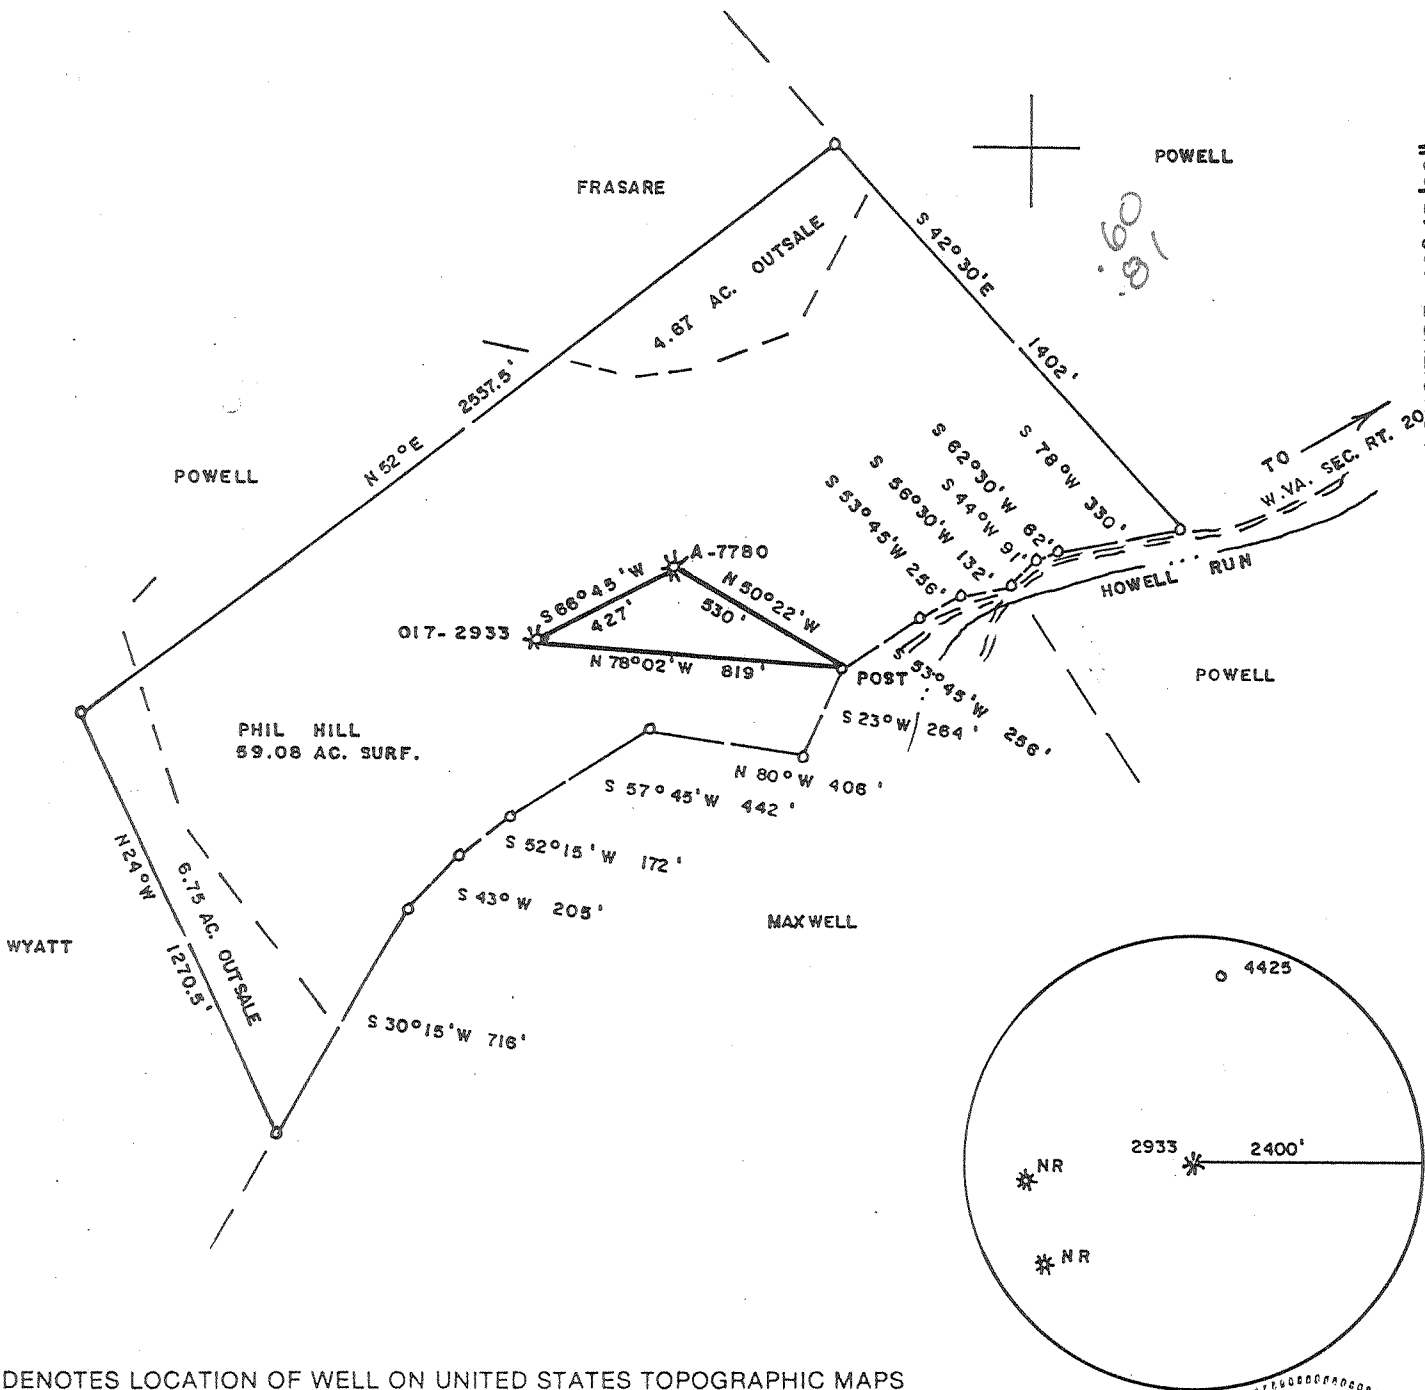 POWELL
FRASARE
.60
.81
S 42°30'E
1402'
4.67 AC. OUTSALE
N 52°E 2557.5'
POWELL
S 78°W 330'
S 62°30'W 62'
S 44°W 91'
S 56°30'W 132'
S 53°45'W 256'
TO
W.VA. SEC. RT. 20
HOWELL RUN
A-7780
S 66°45'W
427'
N 50°22'W
530'
017-2933
N 78°02'W 819'
POST
S 53°45'W 256'
POWELL
S 23°W 264'
PHIL HILL
59.08 AC. SURF.
N 80°W 406'
S 57°45'W 442'
S 52°15'W 172'
S 43°W 205'
N 24°W
1270.5'
6.75 AC. OUTSALE
WYATT
MAXWELL
S 30°15'W 716'
4425
2933
2400'
NR
NR
DENOTES LOCATION OF WELL ON UNITED STATES TOPOGRAPHIC MAPS